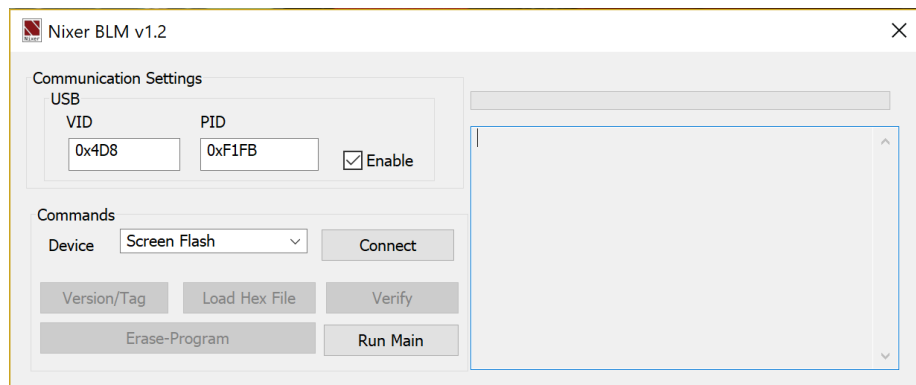 Nixer
Nixer BLM v1.2
Communication Settings
USB
VID
PID
0x4D8
0xF1FB
Enable
Commands
Device
Screen Flash
Connect
Version/Tag
Load Hex File
Verify
Erase-Program
Run Main